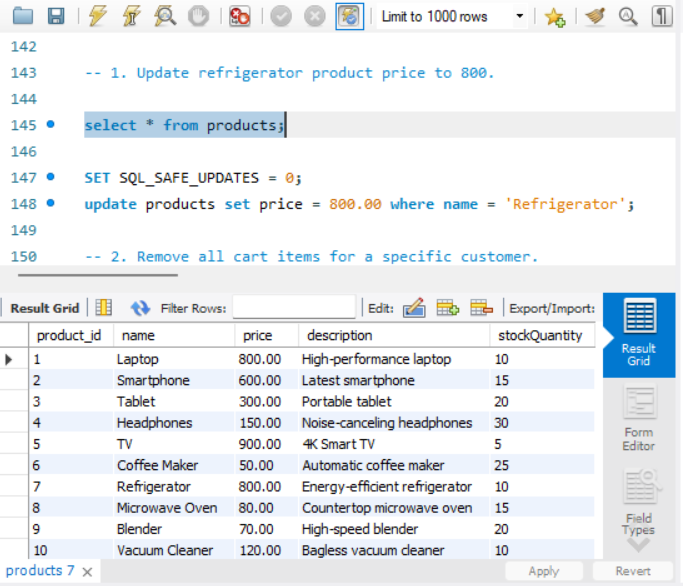 Limit to 1000 rows
142
143 -- 1. Update refrigerator product price to 800.
144
145 select * from products;
146
147 SET SQL_SAFE_UPDATES = 0;
148 update products set price = 800.00 where name = 'Refrigerator';
149
150 -- 2. Remove all cart items for a specific customer.
Result Grid Filter Rows: Edit: Export/Import:
product_id name price description stockQuantity
1 Laptop 800.00 High-performance laptop 10
2 Smartphone 600.00 Latest smartphone 15
3 Tablet 300.00 Portable tablet 20
4 Headphones 150.00 Noise-canceling headphones 30
5 TV 900.00 4K Smart TV 5
6 Coffee Maker 50.00 Automatic coffee maker 25
7 Refrigerator 800.00 Energy-efficient refrigerator 10
8 Microwave Oven 80.00 Countertop microwave oven 15
9 Blender 70.00 High-speed blender 20
10 Vacuum Cleaner 120.00 Bagless vacuum cleaner 10
Result
Grid
Form
Editor
Field
Types
products 7 Apply Revert